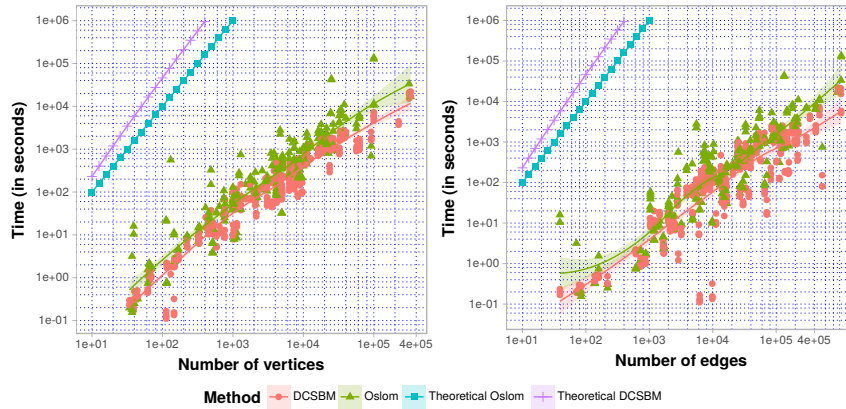 1e+06
1e+05
1e+04
1e+03
1e+02
1e+01
1e+00
1e-01
Time (in seconds)
1e+01 1e+02 1e+03 1e+04 1e+05 4e+05
Number of vertices
1e+06
1e+05
1e+04
1e+03
1e+02
1e+01
1e+00
1e-01
Time (in seconds)
1e+01 1e+02 1e+03 1e+04 1e+05 4e+05
Number of edges
Method DCSBM Oslom Theoretical Oslom Theoretical DCSBM